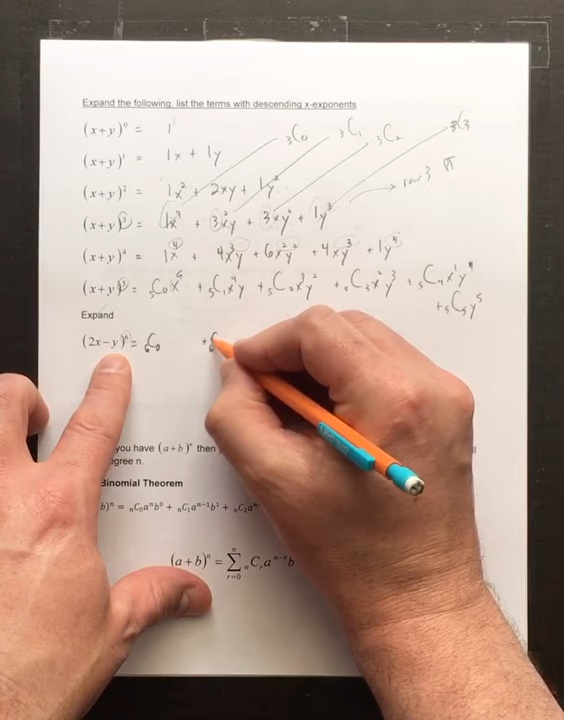 Expand the following, list the terms with descending x-exponents
(x+y)⁰ = 1 ₃C₀ ₃C₁ ₃C₂ ₃C₃
(x+y)¹ = 1x + 1y
(x+y)² = 1x² + 2xy + 1y² row 3
(x+y)³ = 1x³ + 3x²y + 3xy² + 1y³
(x+y)⁴ = 1x⁴ + 4x³y + 6x²y² + 4xy³ + 1y⁴
(x+y)⁵ = ₅C₀x⁵ + ₅C₁x⁴y + ₅C₂x³y² + ₅C₃x²y³ + ₅C₄x¹y⁴
+ ₅C₅y⁵
Expand
(2x−y)⁶ = ₆C₀ + ₆C
you have (a+b)ⁿ then
egree n.
Binomial Theorem
b)ⁿ = ₙC₀aⁿb⁰ + ₙC₁aⁿ⁻¹b¹ + ₙC₂aⁿ
(a+b)ⁿ = ∑ⁿᵣ₌₀ ₙCᵣaⁿ⁻ʳb